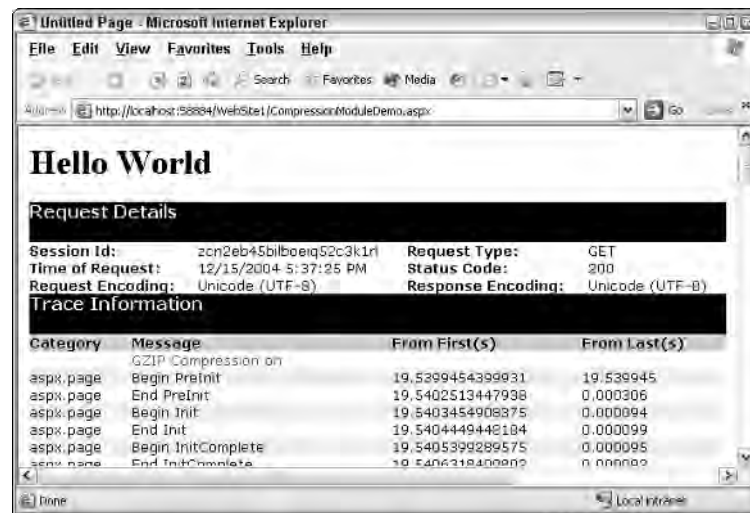 Untitled Page - Microsoft Internet Explorer
File Edit View Favorites Tools Help
Search Favorites Media
Address http://localhost:58884/WebSite1/CompressionModuleDemo.aspx Go
Hello World
Request Details
Session Id: Request Type: GET
Time of Request: 12/15/2004 5:37:25 PM Status Code: 200
Request Encoding: Unicode (UTF-8) Response Encoding: Unicode (UTF-8)
Trace Information
Category Message From First(s) From Last(s)
GZIP Compression on
aspx.page Begin PreInit 19.5399454399931 19.539945
aspx.page End PreInit 19.5402513447938 0.000306
aspx.page Begin Init 19.5403454908375 0.000094
aspx.page End Init 19.5404449448184 0.000099
aspx.page Begin InitComplete 19.5405399289575 0.000095
aspx.page End InitComplete
Done Local intranet